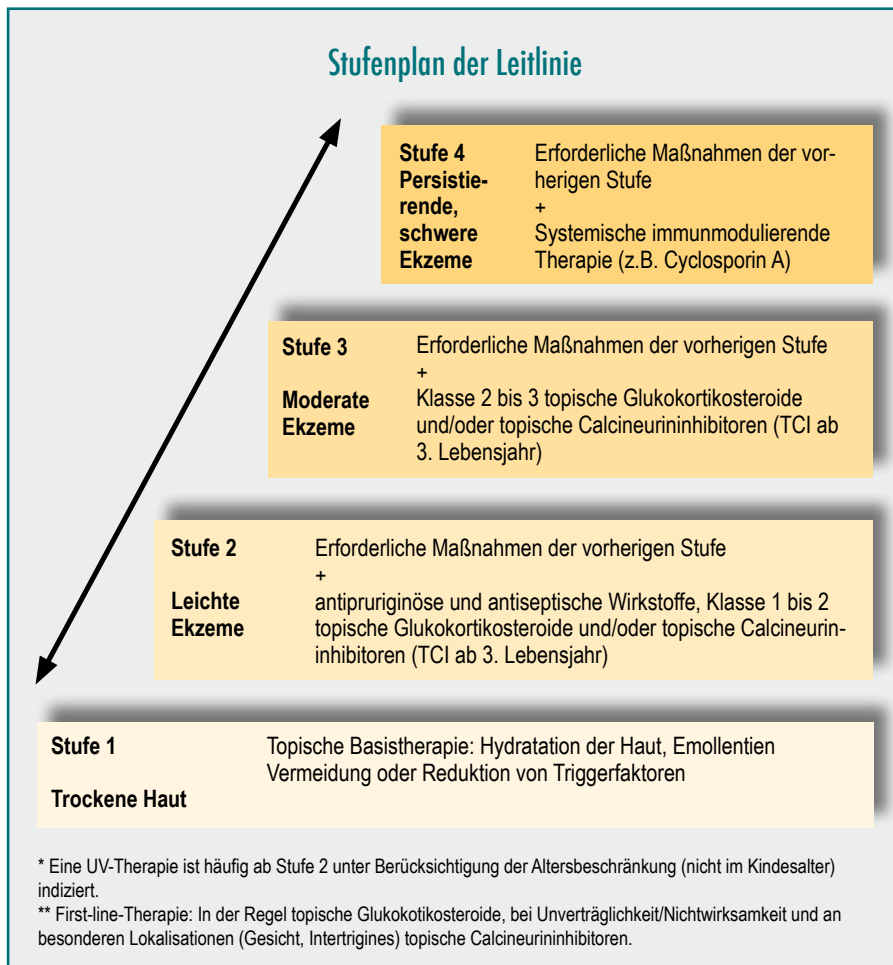 Stufenplan der Leitlinie
Stufe 4
Persistie-
rende,
schwere
Ekzeme
Erforderliche Maßnahmen der vor-
herigen Stufe
+
Systemische immunmodulierende
Therapie (z.B. Cyclosporin A)
Stufe 3
Moderate
Ekzeme
Erforderliche Maßnahmen der vorherigen Stufe
+
Klasse 2 bis 3 topische Glukokortikosteroide
und/oder topische Calcineurininhibitoren (TCI ab
3. Lebensjahr)
Stufe 2
Leichte
Ekzeme
Erforderliche Maßnahmen der vorherigen Stufe
+
antipruriginöse und antiseptische Wirkstoffe, Klasse 1 bis 2
topische Glukokortikosteroide und/oder topische Calcineurin-
inhibitoren (TCI ab 3. Lebensjahr)
Stufe 1
Trockene Haut
Topische Basistherapie: Hydratation der Haut, Emollentien
Vermeidung oder Reduktion von Triggerfaktoren
* Eine UV-Therapie ist häufig ab Stufe 2 unter Berücksichtigung der Altersbeschränkung (nicht im Kindesalter)
indiziert.
** First-line-Therapie: In der Regel topische Glukokotikosteroide, bei Unverträglichkeit/Nichtwirksamkeit und an
besonderen Lokalisationen (Gesicht, Intertrigines) topische Calcineurininhibitoren.